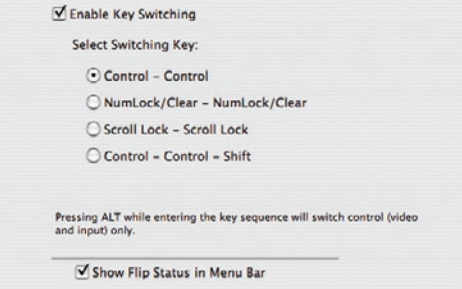 Enable Key Switching
Select Switching Key:
Control – Control
NumLock/Clear – NumLock/Clear
Scroll Lock – Scroll Lock
Control – Control – Shift
Pressing ALT while entering the key sequence will switch control (video
and input) only.
Show Flip Status in Menu Bar